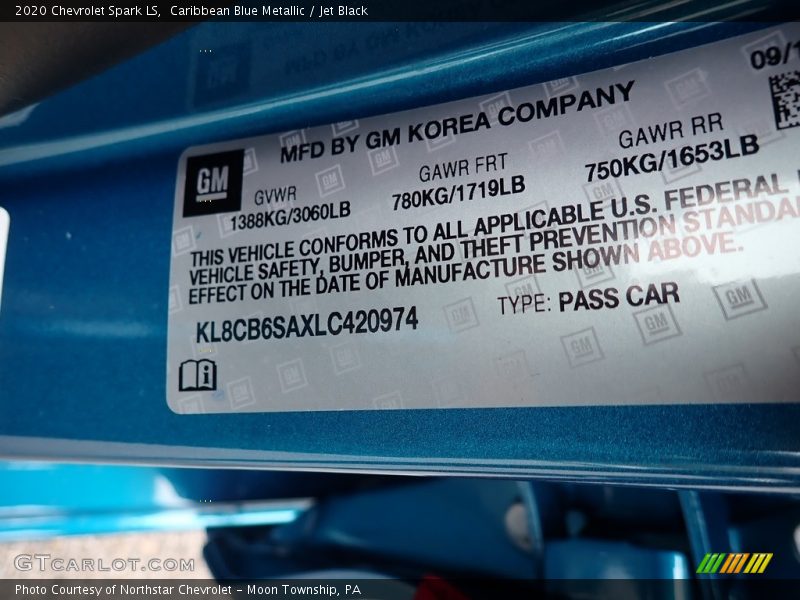 2020 Chevrolet Spark LS, Caribbean Blue Metallic / Jet Black
09/1
MFD BY GM KOREA COMPANY
GM
GVWR GAWR FRT GAWR RR
1388KG/3060LB 780KG/1719LB 750KG/1653LB
THIS VEHICLE CONFORMS TO ALL APPLICABLE U.S. FEDERAL
VEHICLE SAFETY, BUMPER, AND THEFT PREVENTION STANDA
EFFECT ON THE DATE OF MANUFACTURE SHOWN ABOVE.
KL8CB6SAXLC420974 TYPE: PASS CAR
GTCARLOT.COM
Photo Courtesy of Northstar Chevrolet - Moon Township, PA